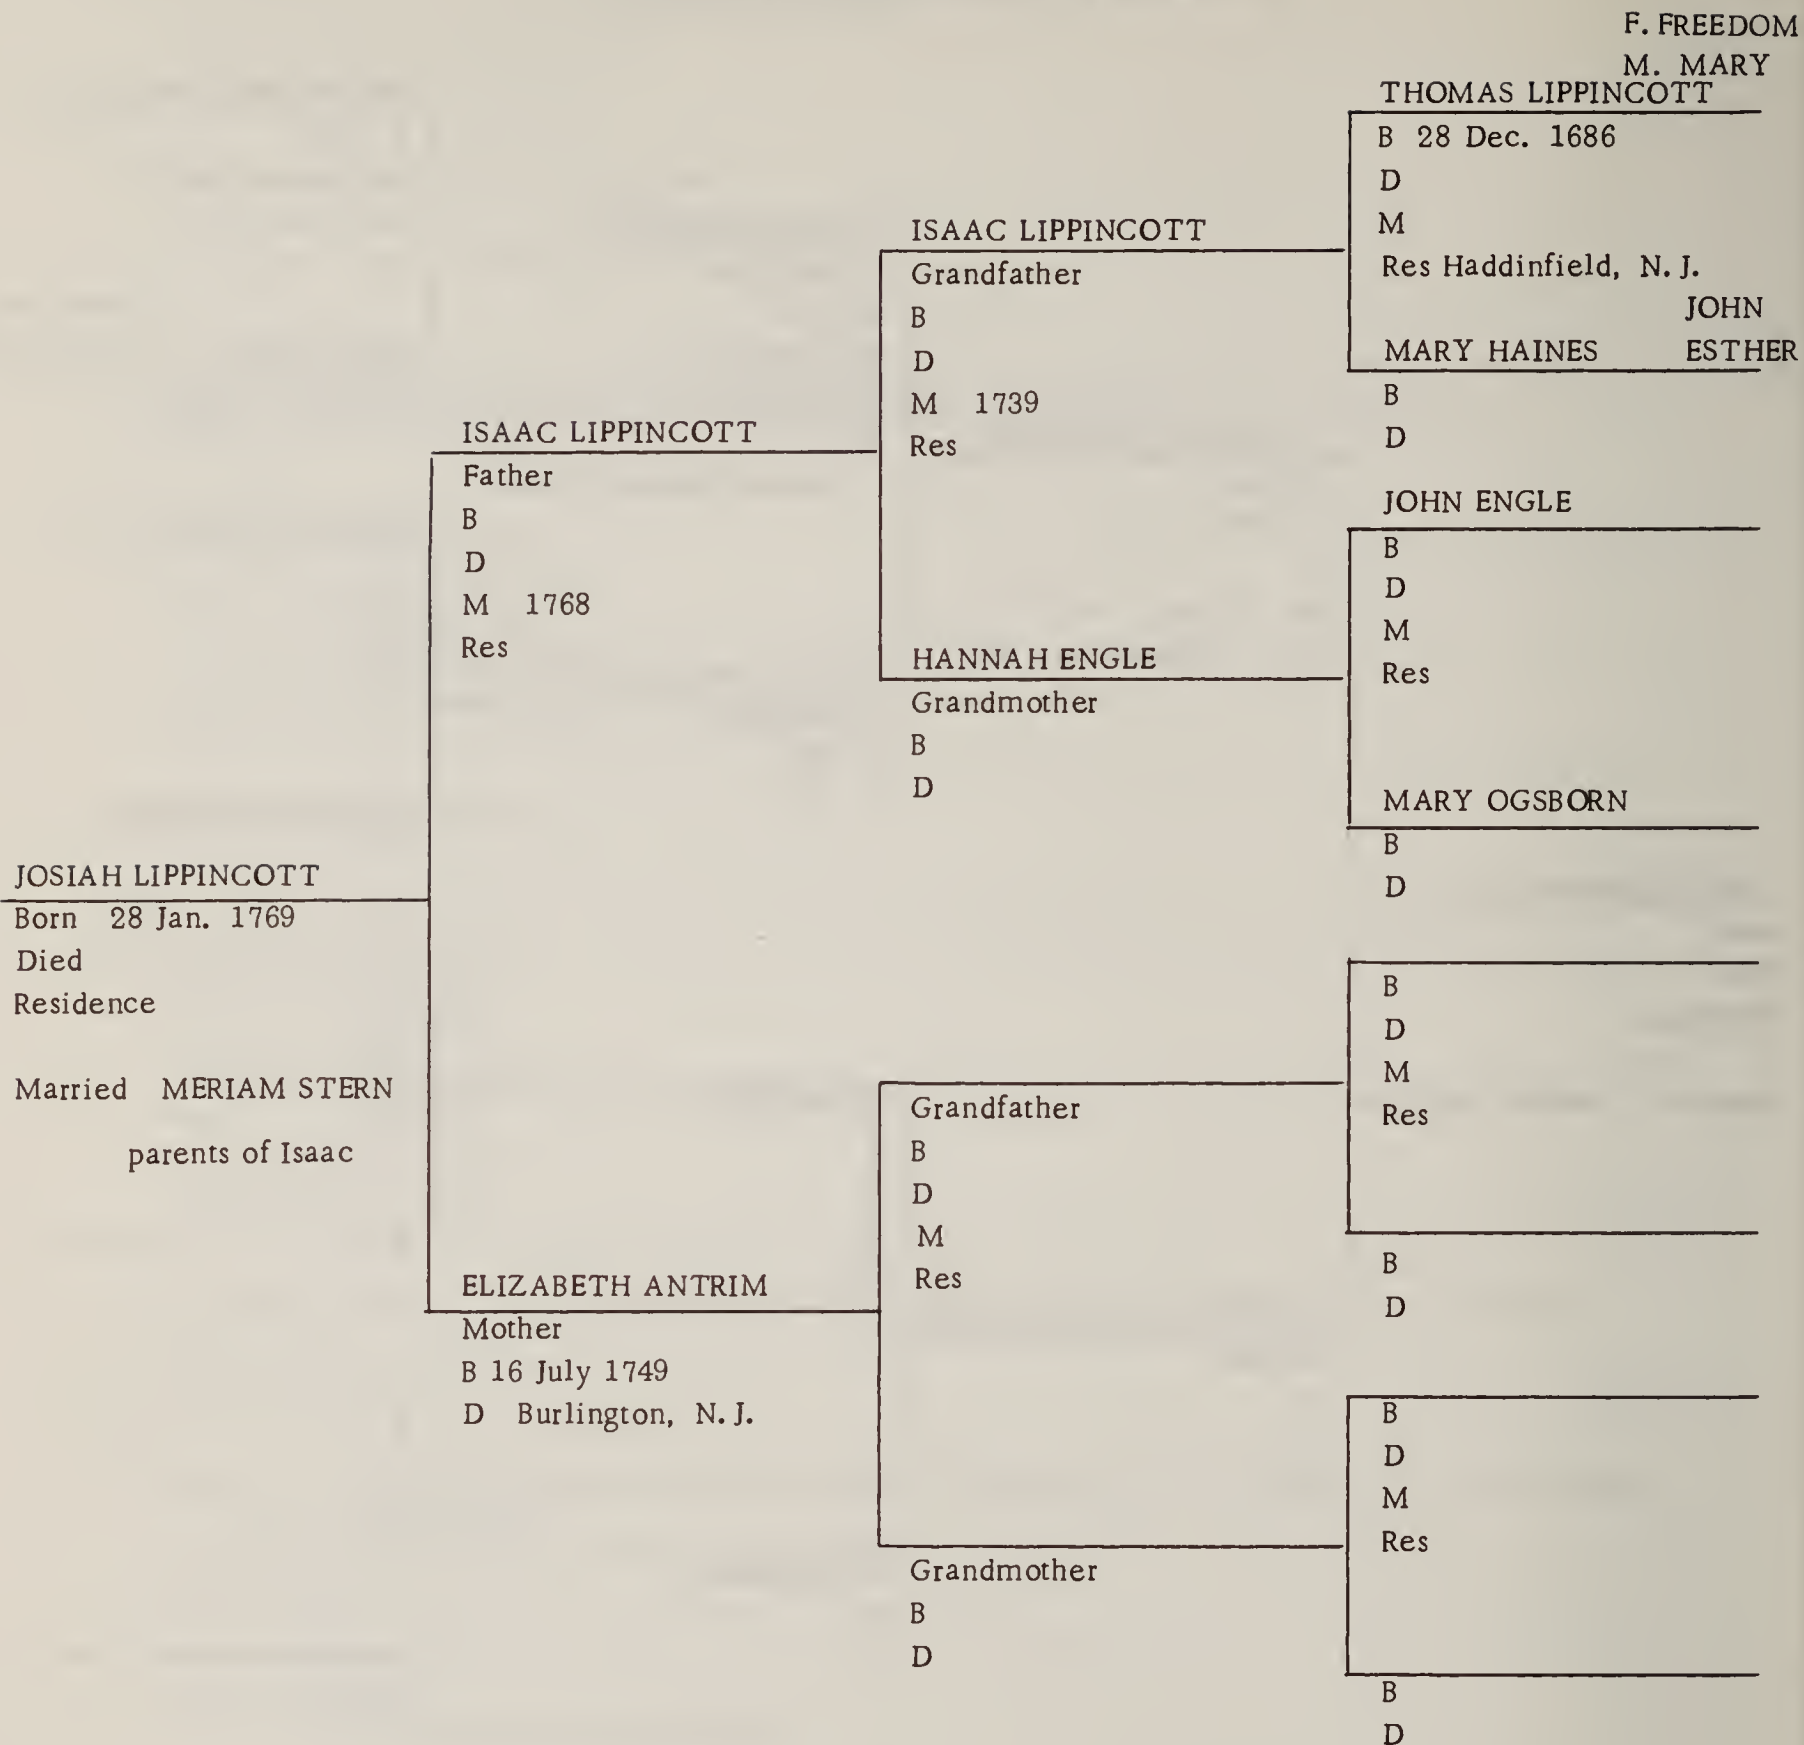 F. FREEDOM
M. MARY
THOMAS LIPPINCOTT
B 28 Dec. 1686
D
M
Res Haddinfield, N. J.
JOHN
MARY HAINES ESTHER
B
D
ISAAC LIPPINCOTT
Grandfather
B
D
M 1739
Res
ISAAC LIPPINCOTT
Father
B
D
M 1768
Res
JOHN ENGLE
B
D
M
Res
HANNAH ENGLE
Grandmother
B
D
MARY OGSBORN
B
D
JOSIAH LIPPINCOTT
Born 28 Jan. 1769
Died
Residence
Married MERIAM STERN
parents of Isaac
B
D
M
Res
Grandfather
B
D
M
Res
B
D
ELIZABETH ANTRIM
Mother
B 16 July 1749
D Burlington, N. J.
B
D
M
Res
Grandmother
B
D
B
D